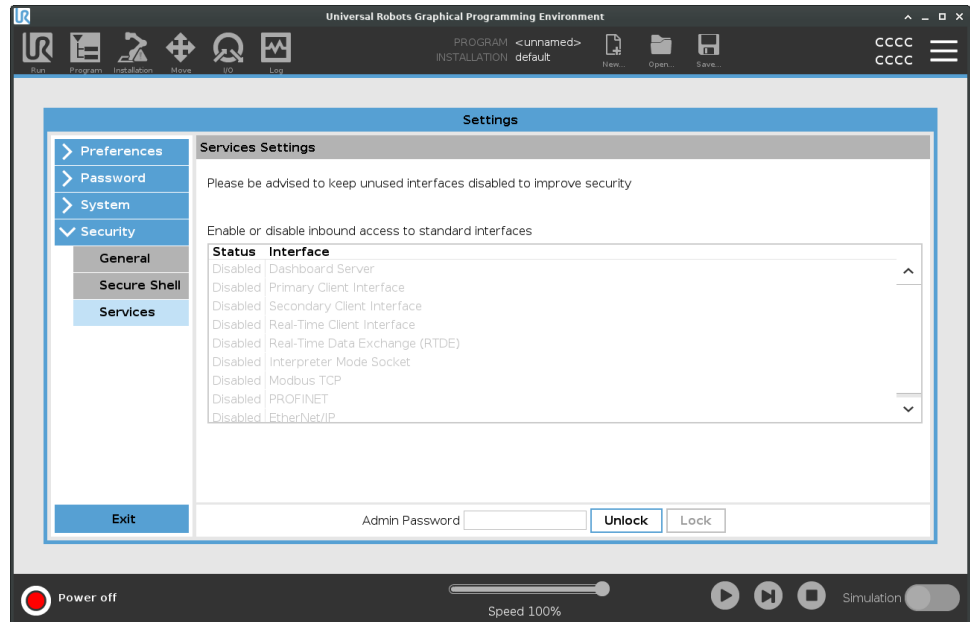 UR Universal Robots Graphical Programming Environment
UR PROGRAM <unnamed> CCCC
INSTALLATION default CCCC
Run Program Installation Move I/O Log New... Open... Save...
Settings
Preferences Services Settings
Password Please be advised to keep unused interfaces disabled to improve security
System
Security Enable or disable inbound access to standard interfaces
General Status Interface
Disabled Dashboard Server
Secure Shell Disabled Primary Client Interface
Services Disabled Secondary Client Interface
Disabled Real-Time Client Interface
Disabled Real-Time Data Exchange (RTDE)
Disabled Interpreter Mode Socket
Disabled Modbus TCP
Disabled PROFINET
Disabled EtherNet/IP
Exit Admin Password Unlock Lock
Power off Simulation
Speed 100%